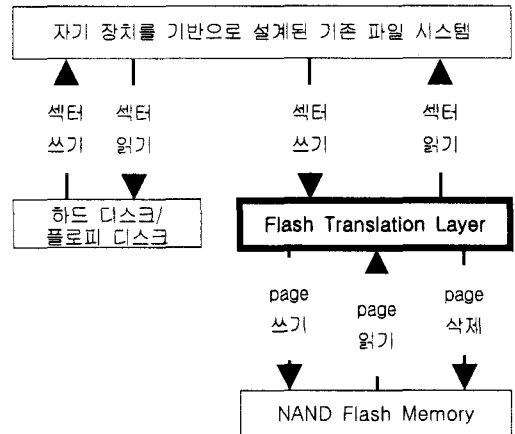 자기 장치를 기반으로 설계된 기존 파일 시스템
섹터 섹터 섹터 섹터
쓰기 읽기 쓰기 읽기
하드 디스크/
플로피 디스크
Flash Translation Layer
page page page
쓰기 읽기 삭제
NAND Flash Memory